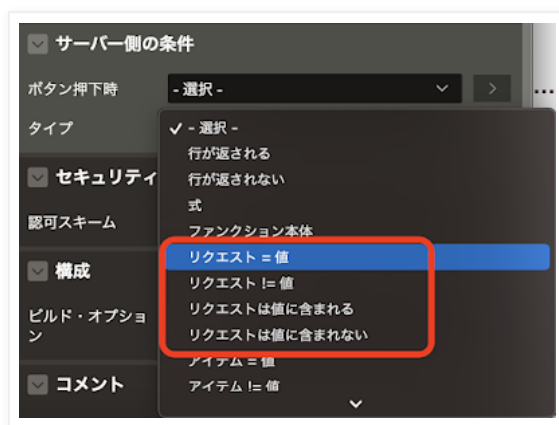 サーバー側の条件
ボタン押下時
- 選択 -
タイプ
✓ - 選択 -
行が返される
行が返されない
式
ファンクション本体
リクエスト = 値
リクエスト != 値
リクエストは値に含まれる
リクエストは値に含まれない
アイテム = 値
アイテム != 値
セキュリティ
認可スキーム
構成
ビルド・オプショ
ン
コメント